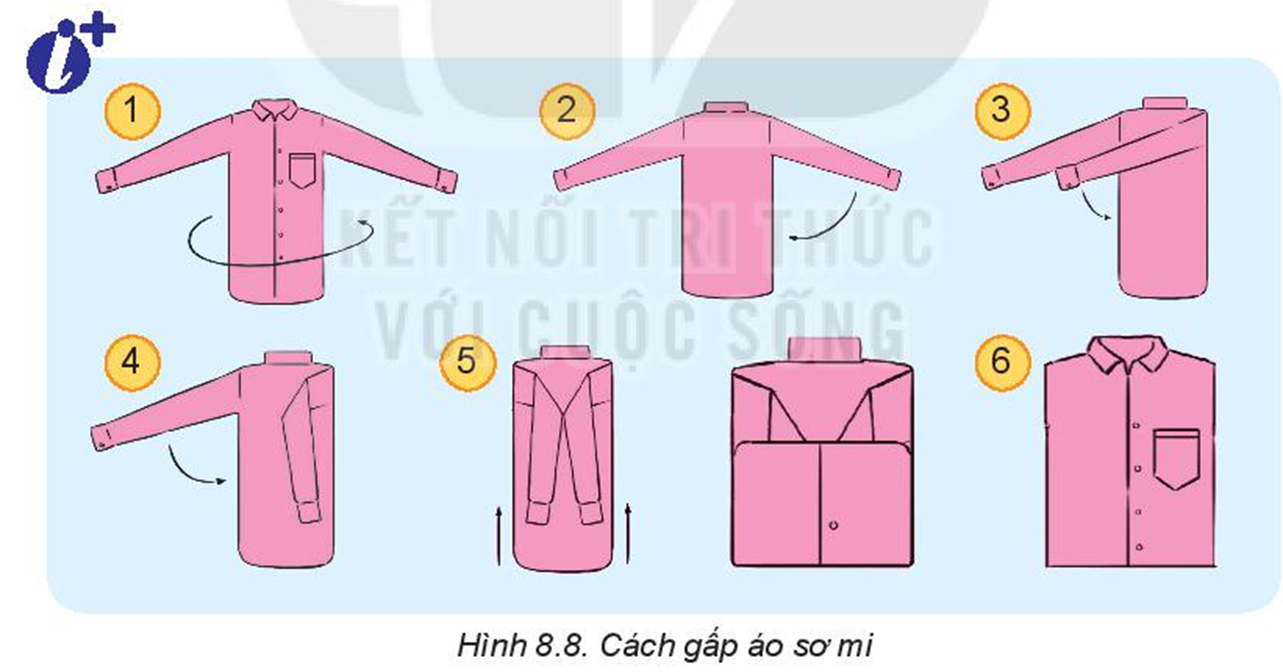 i+
1
2
3
KẾT NỐI TRI THỨC
VỚI CUỘC SỐNG
4
5
6
Hình 8.8. Cách gấp áo sơ mi